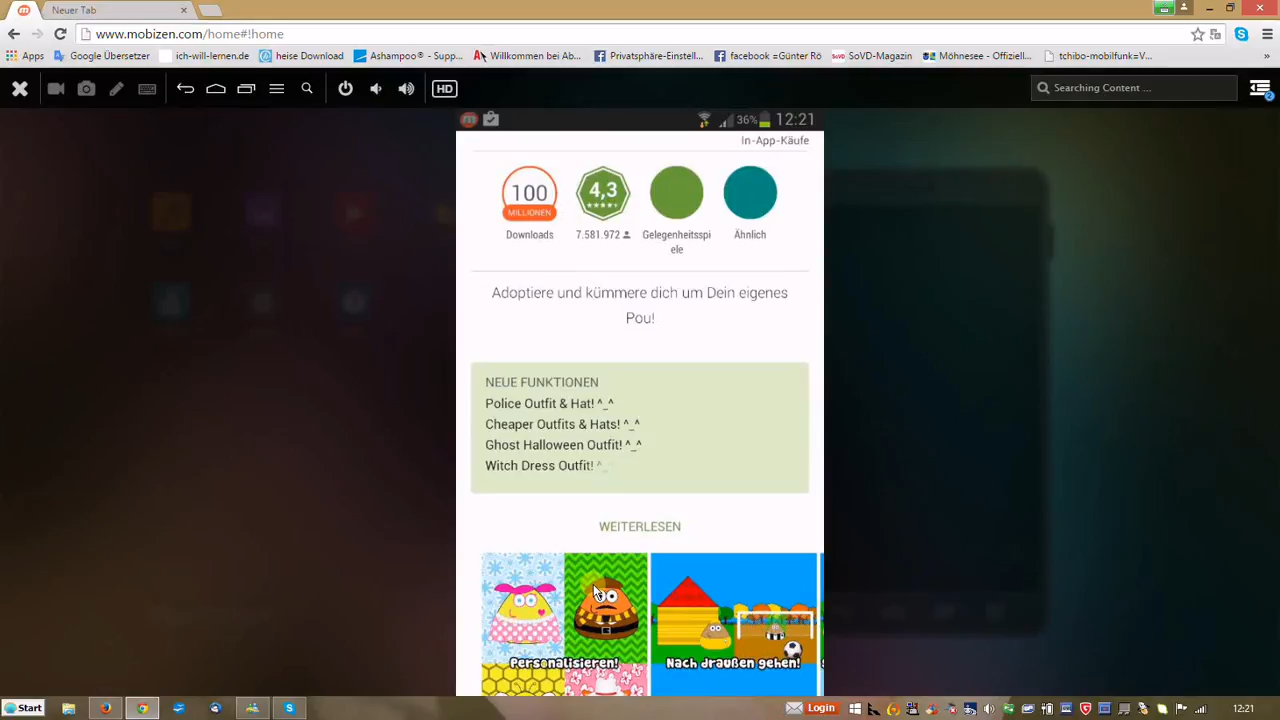 Neuer Tab
www.mobizen.com/home#!home
Apps
Google Übersetzer
ich-will-lernen.de
heise Download
Ashampoo® - Supp...
Willkommen bei Ab...
Privatsphäre-Einstell...
facebook =Günter Rö
SoVD-Magazin
Möhnesee - Offiziell...
tchibo-mobilfunk=V...
HD
Searching Content ...
2
36%
12:21
In-App-Käufe
100
MILLIONEN
Downloads
4,3
7.581.972
Gelegenheitsspi
ele
Ähnlich
Adoptiere und kümmere dich um Dein eigenes
Pou!
NEUE FUNKTIONEN
Police Outfit & Hat! ^_^
Cheaper Outfits & Hats! ^_^
Ghost Halloween Outfit! ^_^
Witch Dress Outfit! ^_
WEITERLESEN
Personalisieren!
Nach draußen gehen!
Start
Login
12:21